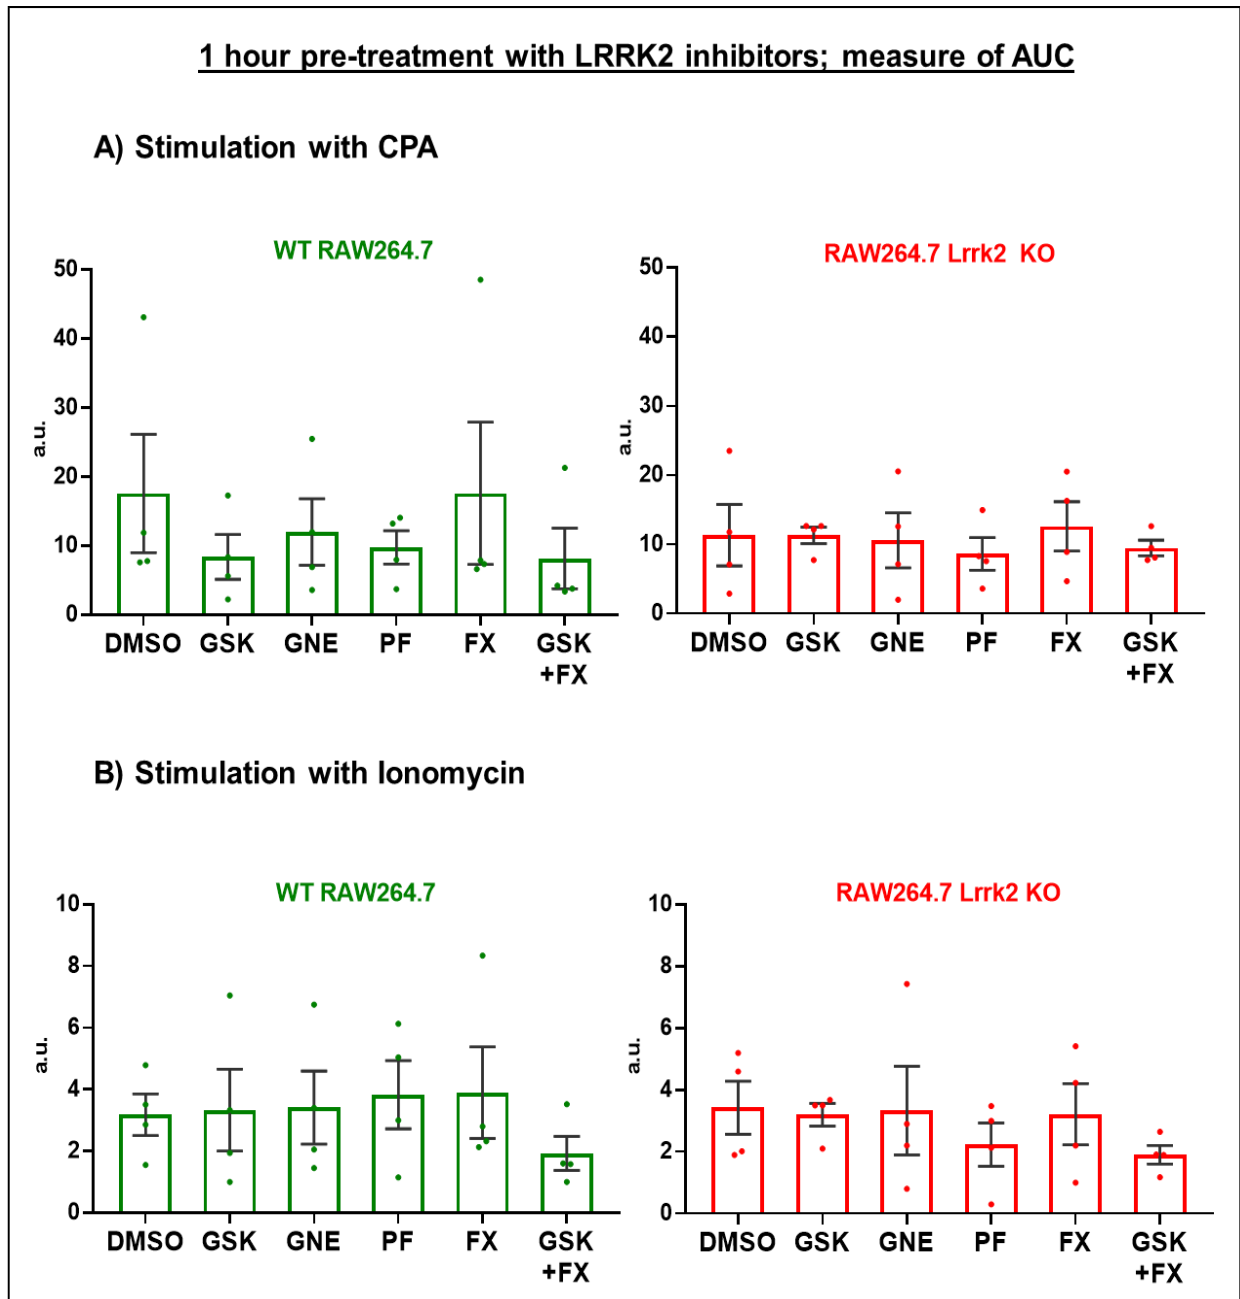 1 hour pre-treatment with LRRK2 inhibitors; measure of AUC
A) Stimulation with CPA
WT RAW264.7
50
40
30
20
10
0
a.u.
DMSO GSK GNE PF FX GSK
+FX
RAW264.7 Lrrk2 KO
50
40
30
20
10
0
a.u.
DMSO GSK GNE PF FX GSK
+FX
B) Stimulation with Ionomycin
WT RAW264.7
10
8
6
4
2
0
a.u.
DMSO GSK GNE PF FX GSK
+FX
RAW264.7 Lrrk2 KO
10
8
6
4
2
0
a.u.
DMSO GSK GNE PF FX GSK
+FX